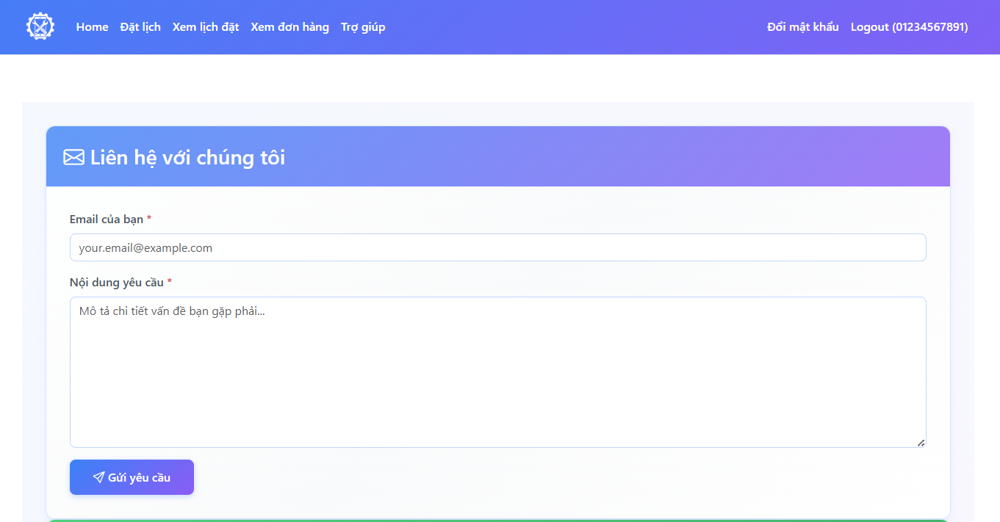 Home Đặt lịch Xem lịch đặt Xem đơn hàng Trợ giúp Đổi mật khẩu Logout (01234567891)
Liên hệ với chúng tôi
Email của bạn *
your.email@example.com
Nội dung yêu cầu *
Mô tả chi tiết vấn đề bạn gặp phải...
Gửi yêu cầu